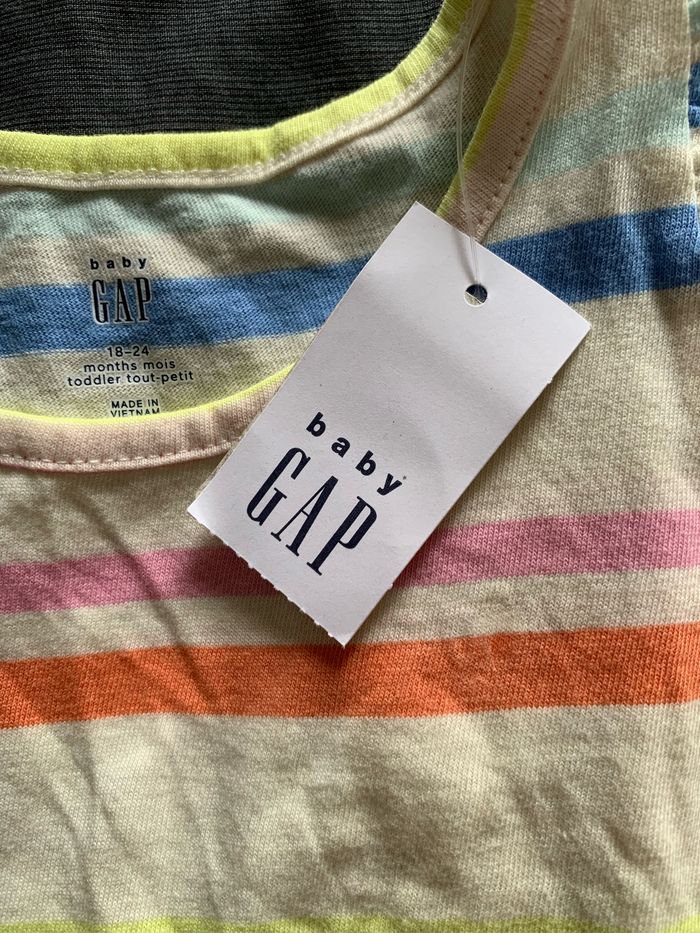 baby
GAP
18-24
months mois
toddler tout-petit
MADE IN
VIETNAM
baby
GAP